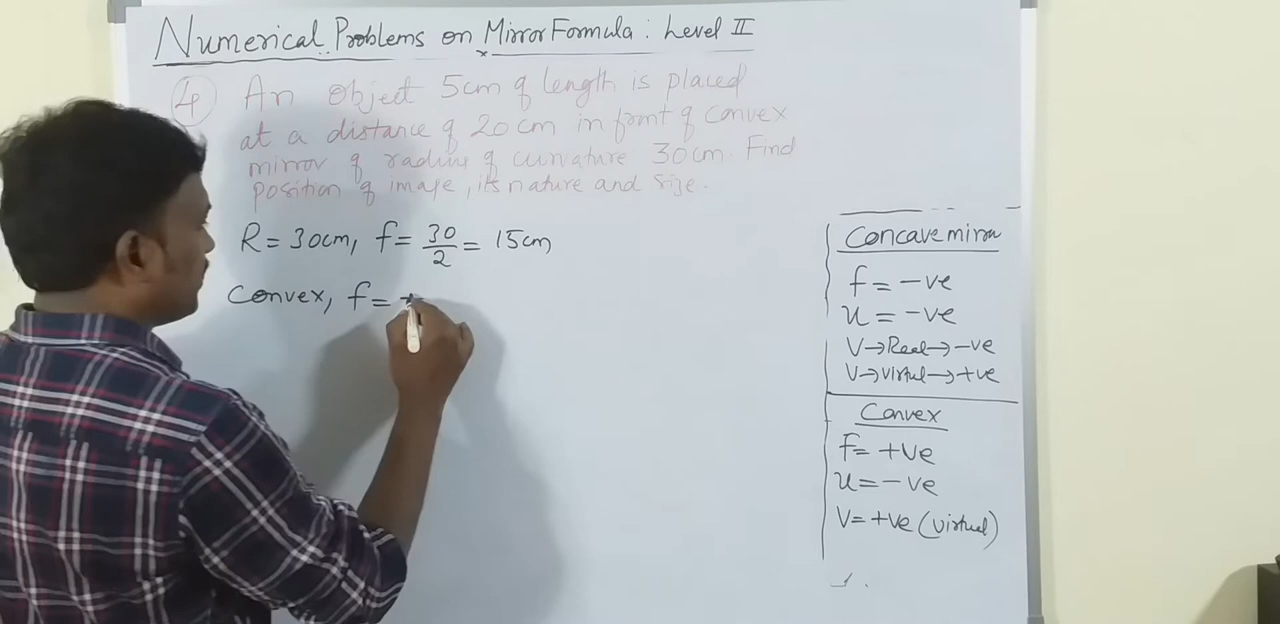 Numerical Problems on Mirror Formula : Level II
4 An object 5cm of length is placed
at a distance of 20cm in front of convex
mirror of radius of curvature 30cm. Find
position of image, its nature and size.
R = 30cm, f = 30/2 = 15cm
Convex, f = +
Concave mirror
f = -ve
u = -ve
V→Real→-ve
V→Virtual→+ve
Convex
f= +ve
u= -ve
V= +ve (virtual)